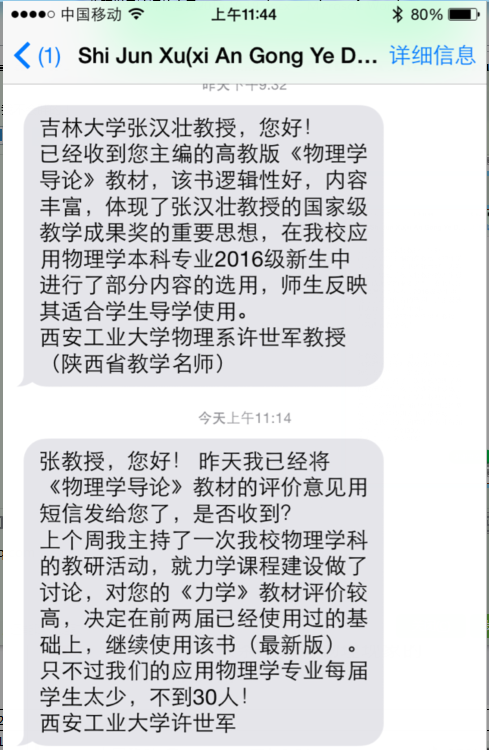 中国移动
上午11:44
80%
(1)
Shi Jun Xu(xi An Gong Ye D...
详细信息
昨天下午9:32
吉林大学张汉壮教授，您好！
已经收到您主编的高教版《物理学
导论》教材，该书逻辑性好，内容
丰富，体现了张汉壮教授的国家级
教学成果奖的重要思想，在我校应
用物理学本科专业2016级新生中
进行了部分内容的选用，师生反映
其适合学生导学使用。
西安工业大学物理系许世军教授
（陕西省教学名师）
今天上午11:14
张教授，您好！ 昨天我已经将
《物理学导论》教材的评价意见用
短信发给您了，是否收到?
上个周我主持了一次我校物理学科
的教研活动，就力学课程建设做了
讨论，对您的《力学》教材评价较
高，决定在前两届已经使用过的基
础上，继续使用该书（最新版）。
只不过我们的应用物理学专业每届
学生太少，不到30人！
西安工业大学许世军